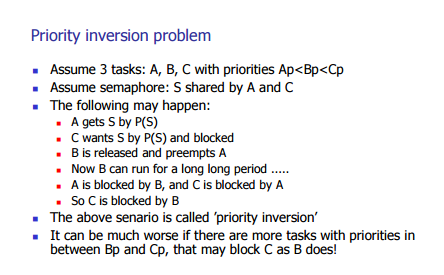 Priority inversion problem
Assume 3 tasks: A, B, C with priorities Ap<Bp<Cp
Assume semaphore: S shared by A and C
The following may happen:
A gets S by P(S)
C wants S by P(S) and blocked
B is released and preempts A
Now B can run for a long long period .....
A is blocked by B, and C is blocked by A
So C is blocked by B
The above senario is called ’priority inversion’
It can be much worse if there are more tasks with priorities in
between Bp and Cp, that may block C as B does!